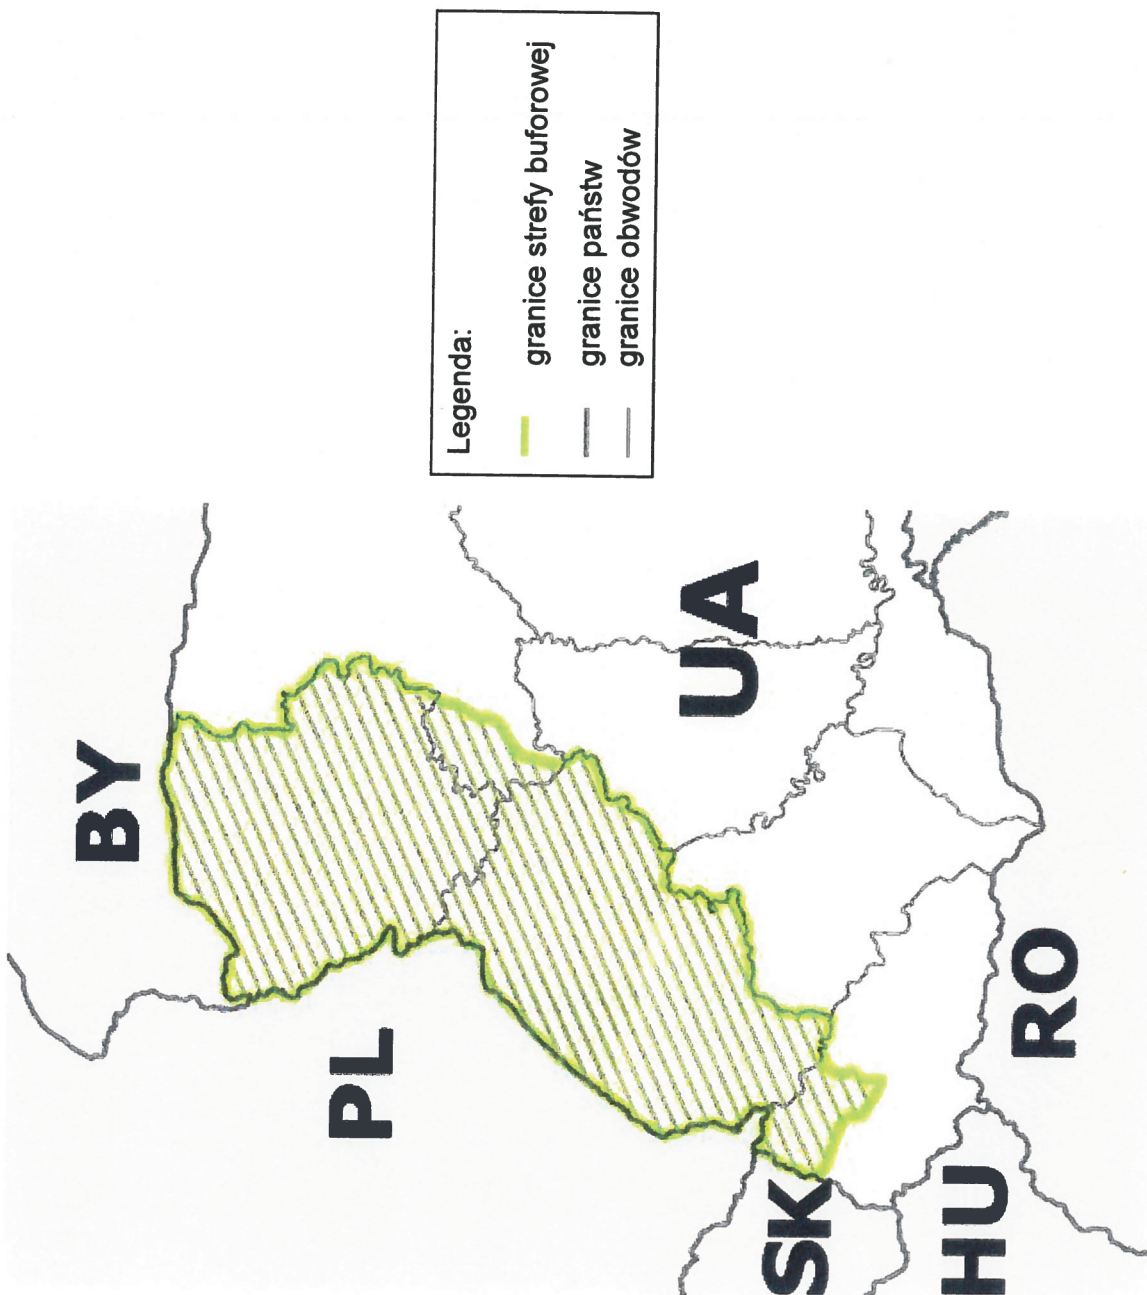 Legenda:
granice strefy buforowej
granice państw
granice obwodów
BY
PL
UA
SK
HU
RO